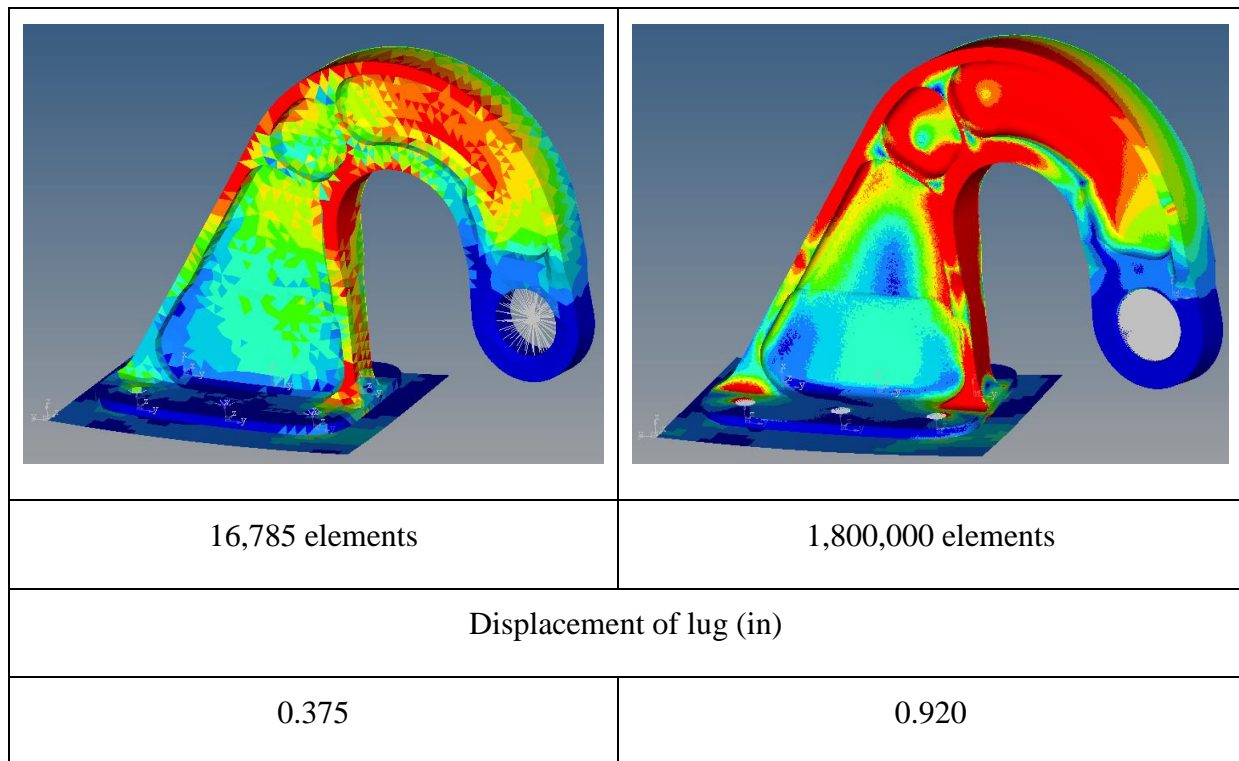 16,785 elements
1,800,000 elements
Displacement of lug (in)
0.375
0.920